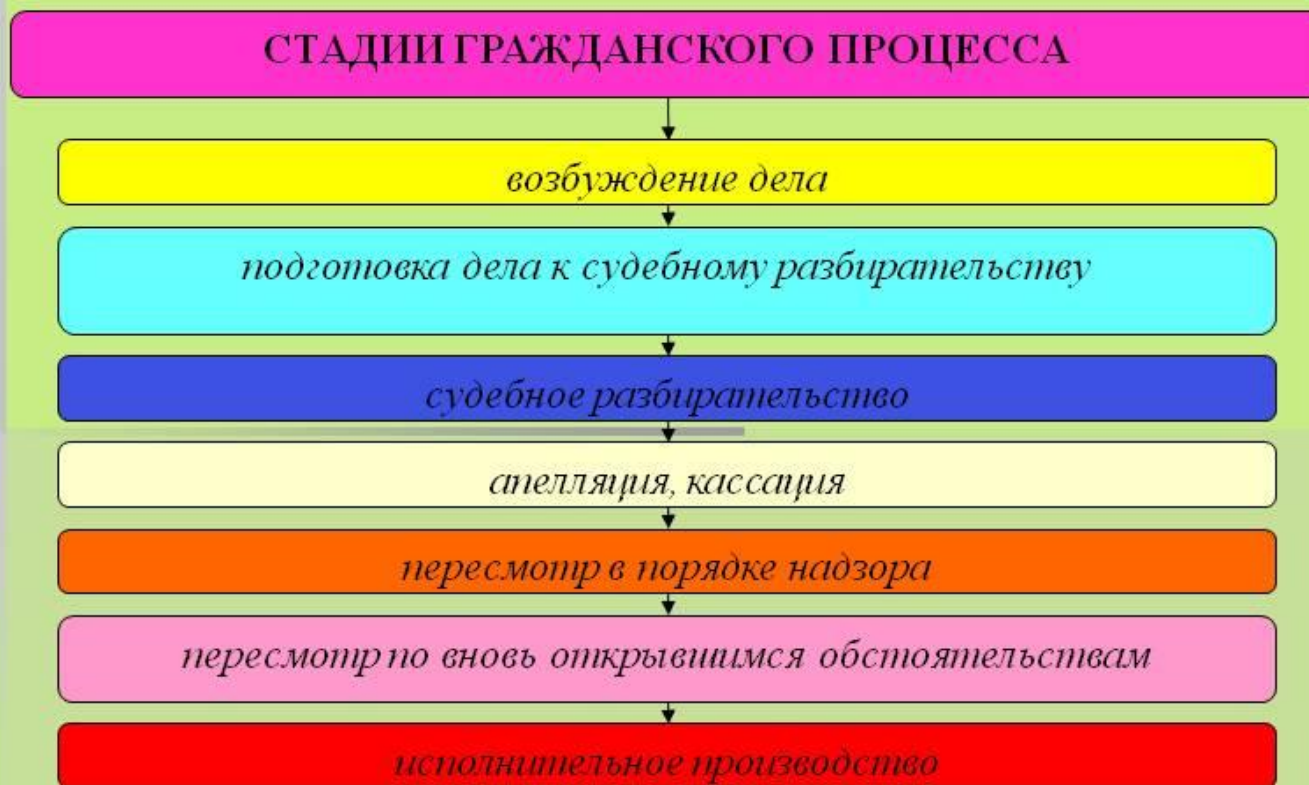 СТАДИИ ГРАЖДАНСКОГО ПРОЦЕССА
возбуждение дела
подготовка дела к судебному разбирательству
судебное разбирательство
апелляция, кассация
пересмотр в порядке надзора
пересмотр по вновь открывшимся обстоятельствам
исполнительное производство